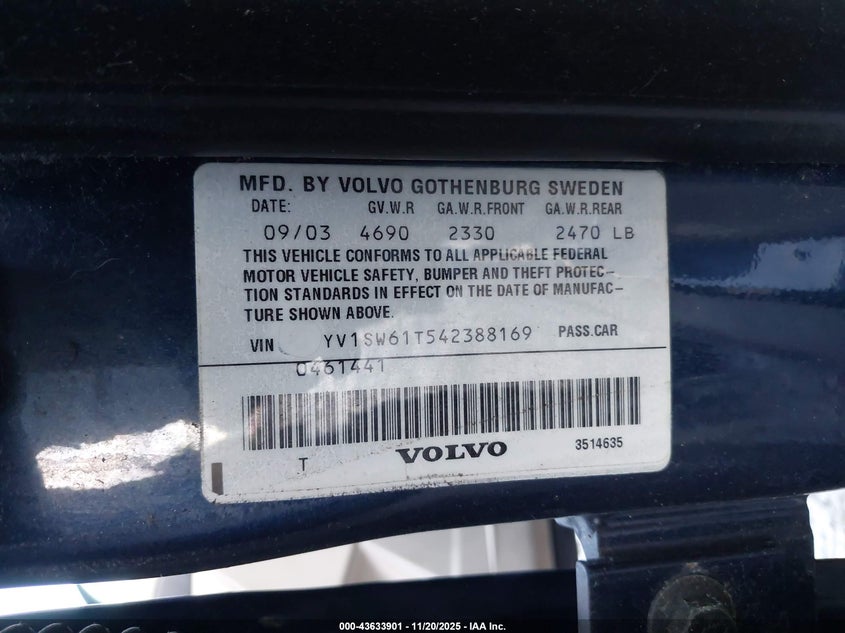 MFD. BY VOLVO GOTHENBURG SWEDEN
DATE: GV.W.R GA.W.R.FRONT GA.W.R.REAR
09/03 4690 2330 2470 LB
THIS VEHICLE CONFORMS TO ALL APPLICABLE FEDERAL
MOTOR VEHICLE SAFETY, BUMPER AND THEFT PROTEC-
TION STANDARDS IN EFFECT ON THE DATE OF MANUFAC-
TURE SHOWN ABOVE.
VIN YV1SW61T542388169 PASS.CAR
0461441
T VOLVO 3514635
000-43633901 - 11/20/2025 - IAA Inc.